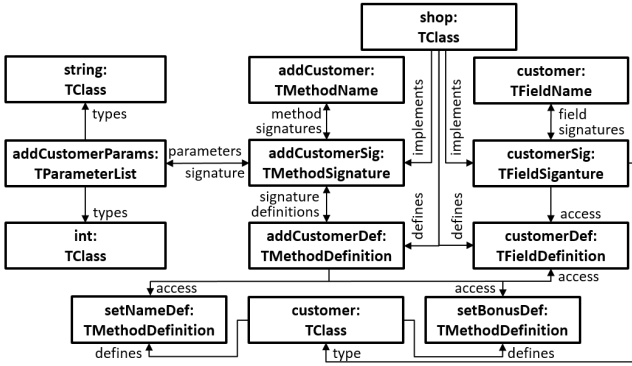 shop:
TClass
string:
TClass
addCustomer:
TMethodName
customer:
TFieldName
types
method
signatures
implements
implements
field
signatures
addCustomerParams:
TParameterList
parameters
signature
addCustomerSig:
TMethodSignature
customerSig:
TFieldSiganture
types
signature
definitions
defines
defines
access
int:
TClass
addCustomerDef:
TMethodDefinition
customerDef:
TFieldDefinition
access
access
access
setNameDef:
TMethodDefinition
customer:
TClass
setBonusDef:
TMethodDefinition
defines
type
defines